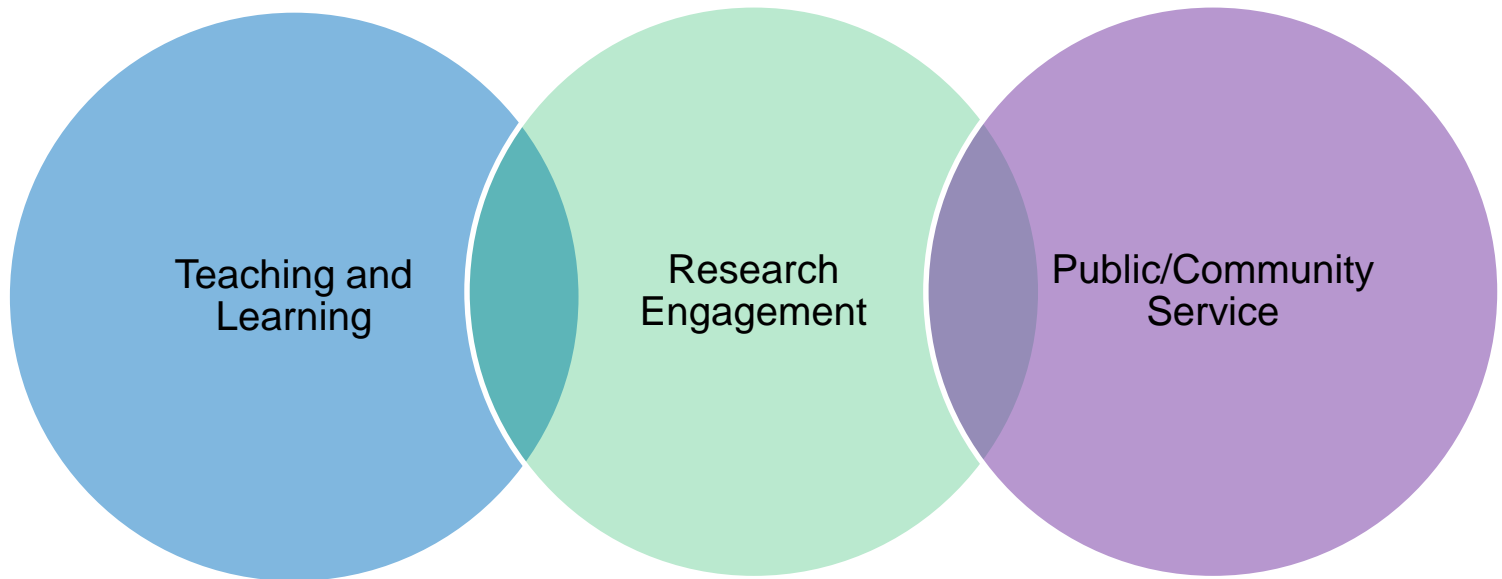 Teaching and
Learning
Research
Engagement
Public/Community
Service